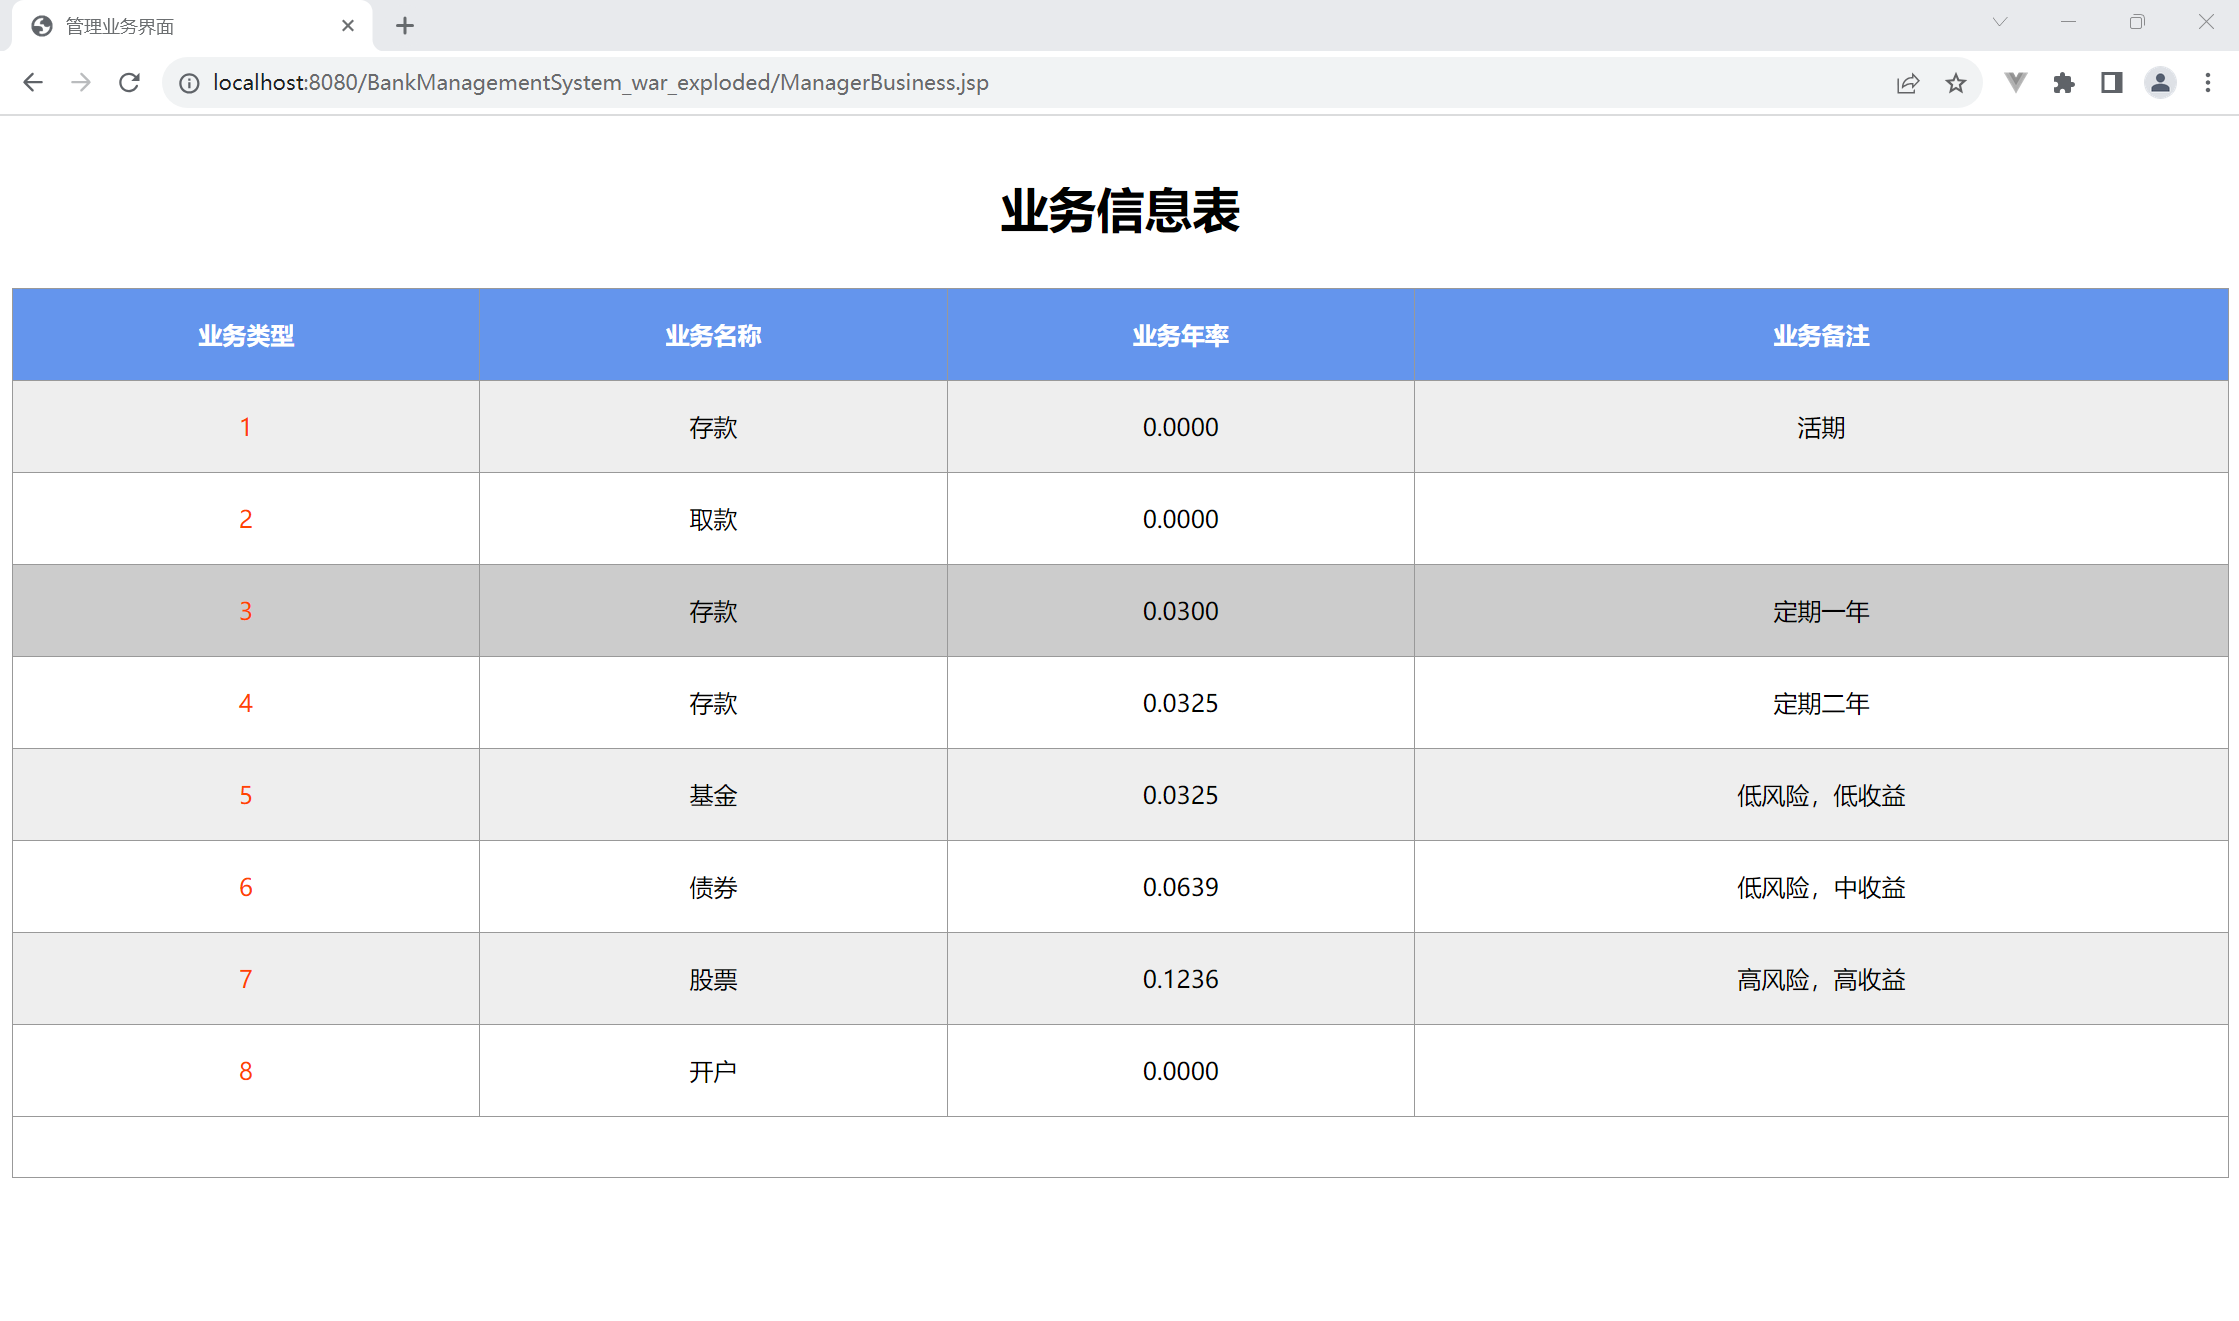 管理业务界面
localhost:8080/BankManagementSystem_war_exploded/ManagerBusiness.jsp
业务信息表
业务类型 业务名称 业务年率 业务备注
1 存款 0.0000 活期
2 取款 0.0000
3 存款 0.0300 定期一年
4 存款 0.0325 定期二年
5 基金 0.0325 低风险，低收益
6 债券 0.0639 低风险，中收益
7 股票 0.1236 高风险，高收益
8 开户 0.0000